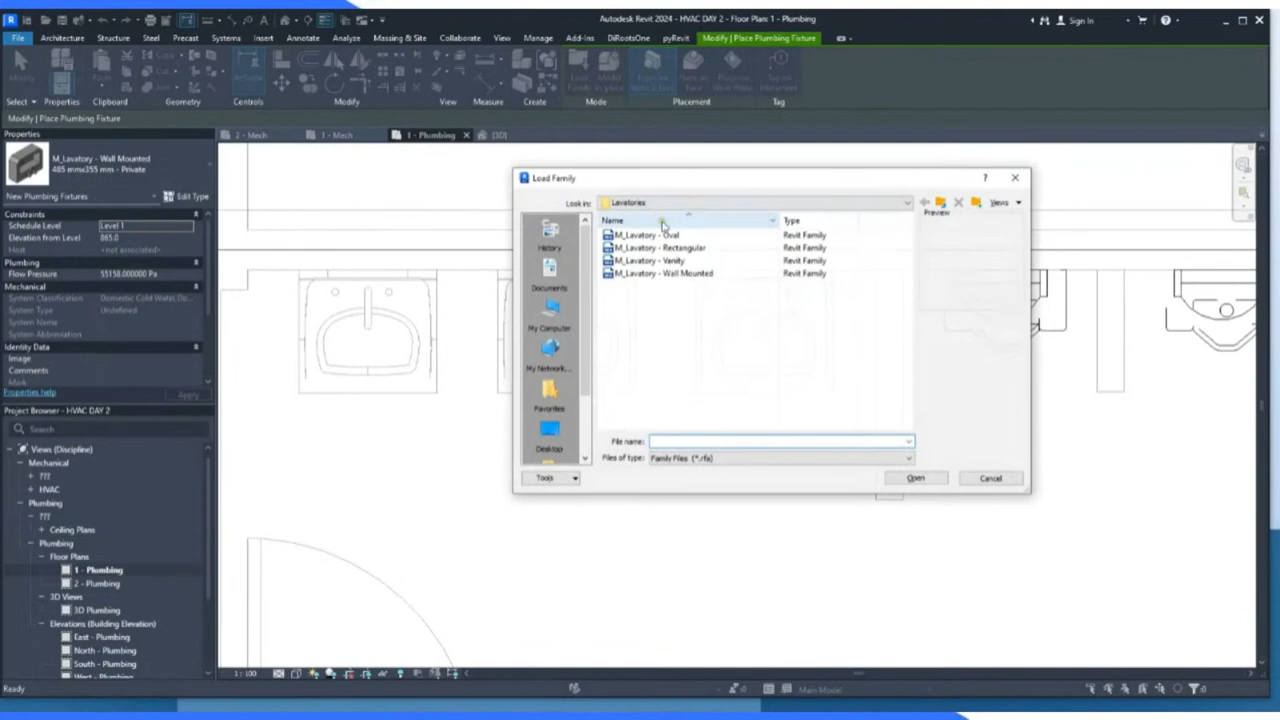 Autodesk Revit 2024 - HVAC DAY 2 - Floor Plan: 1 - Plumbing
Sign In
File Architecture Structure Steel Precast Systems Insert Annotate Analyze Massing & Site Collaborate View Manage Add-Ins DiRootsOne pyRevit Modify | Place Plumbing Fixture
Modify
Select Properties Clipboard Geometry Controls Modify View Measure Create Mode Placement Tag
Modify | Place Plumbing Fixture
Properties
2 - Mech
1 - Mech
1 - Plumbing
{3D}
M_Lavatory - Wall Mounted
485 mmx355 mm - Private
New Plumbing Fixtures
Edit Type
Constraints
Schedule Level Level 1
Elevation from Level 865.0
Host <not associated>
Plumbing
Flow Pressure 55158.000000 Pa
Mechanical
System Classification Domestic Cold Water,Do...
System Type Undefined
System Name
System Abbreviation
Identity Data
Image
Comments
Mark
Properties help
Apply
Project Browser - HVAC DAY 2
Search
Views (Discipline)
Mechanical
???
HVAC
Plumbing
???
Ceiling Plans
Plumbing
Floor Plans
1 - Plumbing
2 - Plumbing
3D Views
3D Plumbing
Elevations (Building Elevation)
East - Plumbing
North - Plumbing
South - Plumbing
West - Plumbing
Ready
Load Family
Look in: Lavatories
Views
Preview
Name Type
M_Lavatory - Oval Revit Family
M_Lavatory - Rectangular Revit Family
M_Lavatory - Vanity Revit Family
M_Lavatory - Wall Mounted Revit Family
History
Documents
My Computer
My Network...
Favorites
Desktop
File name:
Files of type: Family Files (*.rfa)
Tools
Open
Cancel
1 : 100
Main Model